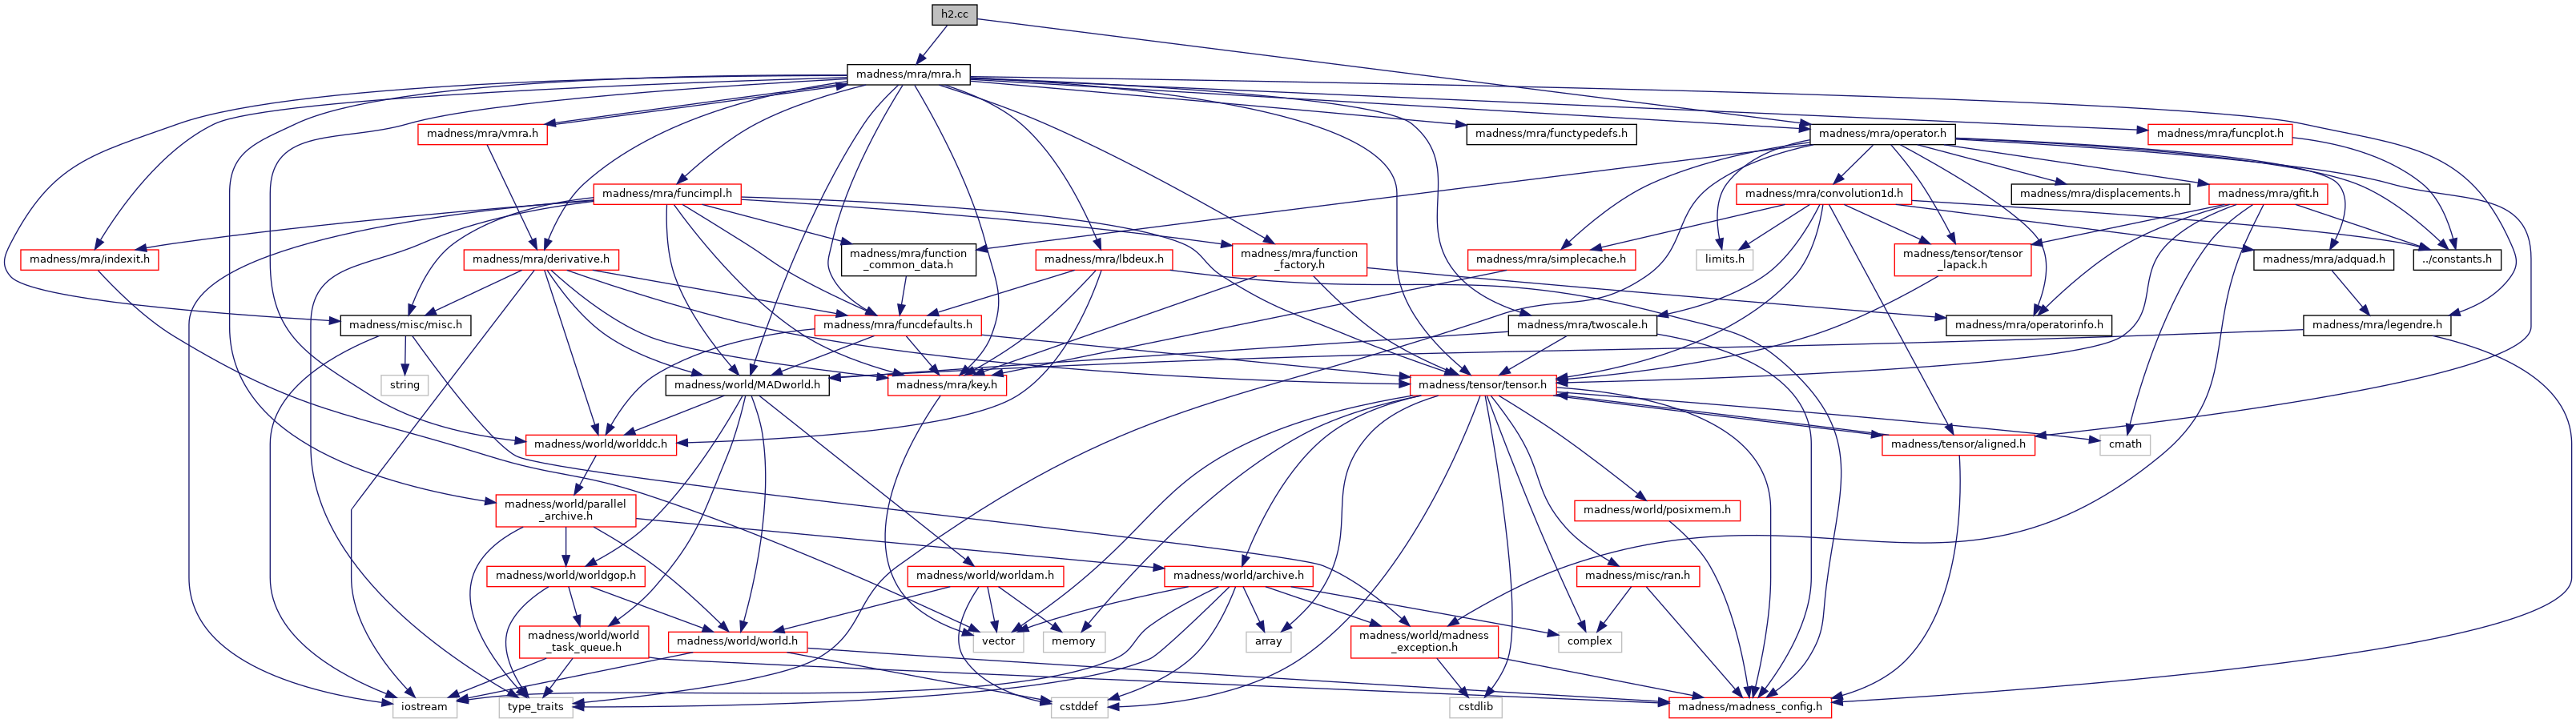 h2.cc
madness/mra/mra.h
madness/mra/vmra.h
madness/mra/functypedefs.h
madness/mra/operator.h
madness/mra/funcplot.h
madness/mra/funcimpl.h
madness/mra/convolution1d.h
madness/mra/displacements.h
madness/mra/gfit.h
madness/mra/indexit.h
madness/mra/derivative.h
madness/mra/function
_common_data.h
madness/mra/lbdeux.h
madness/mra/function
_factory.h
madness/mra/simplecache.h
limits.h
madness/tensor/tensor
_lapack.h
madness/mra/adquad.h
../constants.h
madness/misc/misc.h
madness/mra/funcdefaults.h
madness/mra/twoscale.h
madness/mra/operatorinfo.h
madness/mra/legendre.h
string
madness/world/MADworld.h
madness/mra/key.h
madness/tensor/tensor.h
madness/world/worlddc.h
madness/tensor/aligned.h
cmath
madness/world/parallel
_archive.h
madness/world/posixmem.h
madness/world/worldgop.h
madness/world/worldam.h
madness/world/archive.h
madness/misc/ran.h
madness/world/world
_task_queue.h
madness/world/world.h
vector
memory
array
madness/world/madness
_exception.h
complex
iostream
type_traits
cstddef
cstdlib
madness/madness_config.h